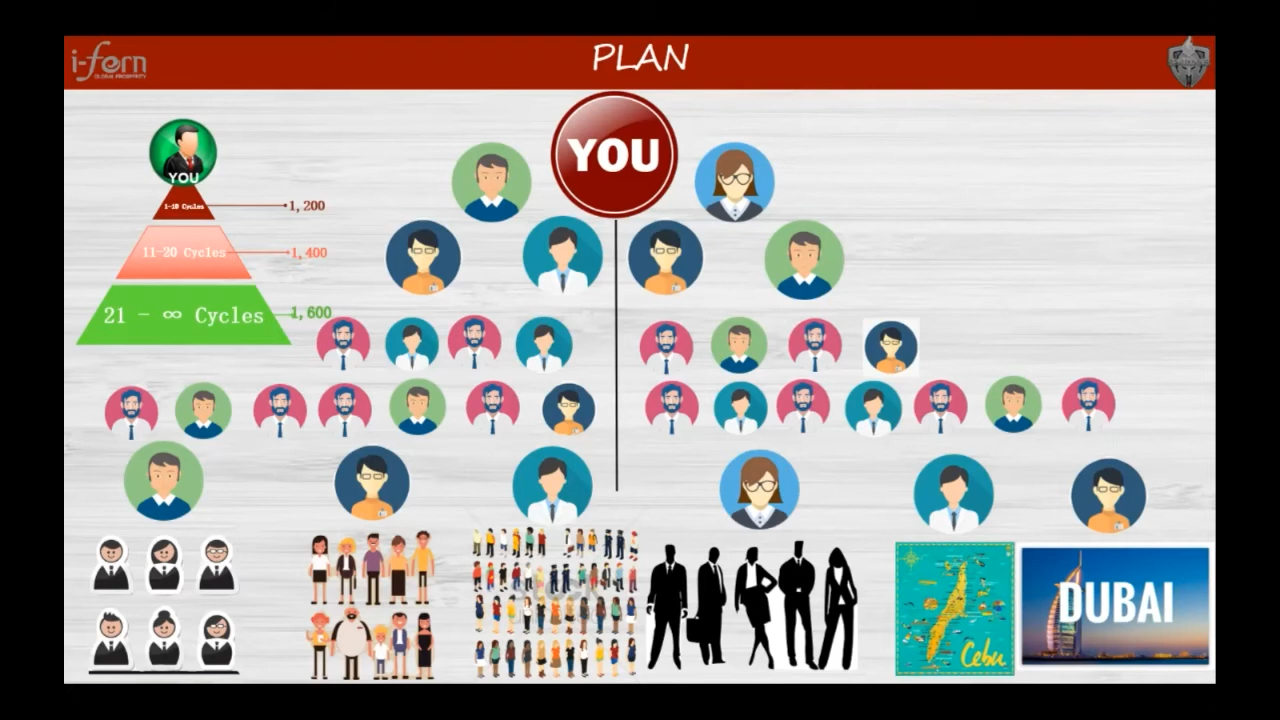 i-fern
GLOBAL PROSPERITY
PLAN
YOU
YOU
1-10 Cycles
1,200
11-20 Cycles
1,400
21 - ∞ Cycles
1,600
Cebu
DUBAI